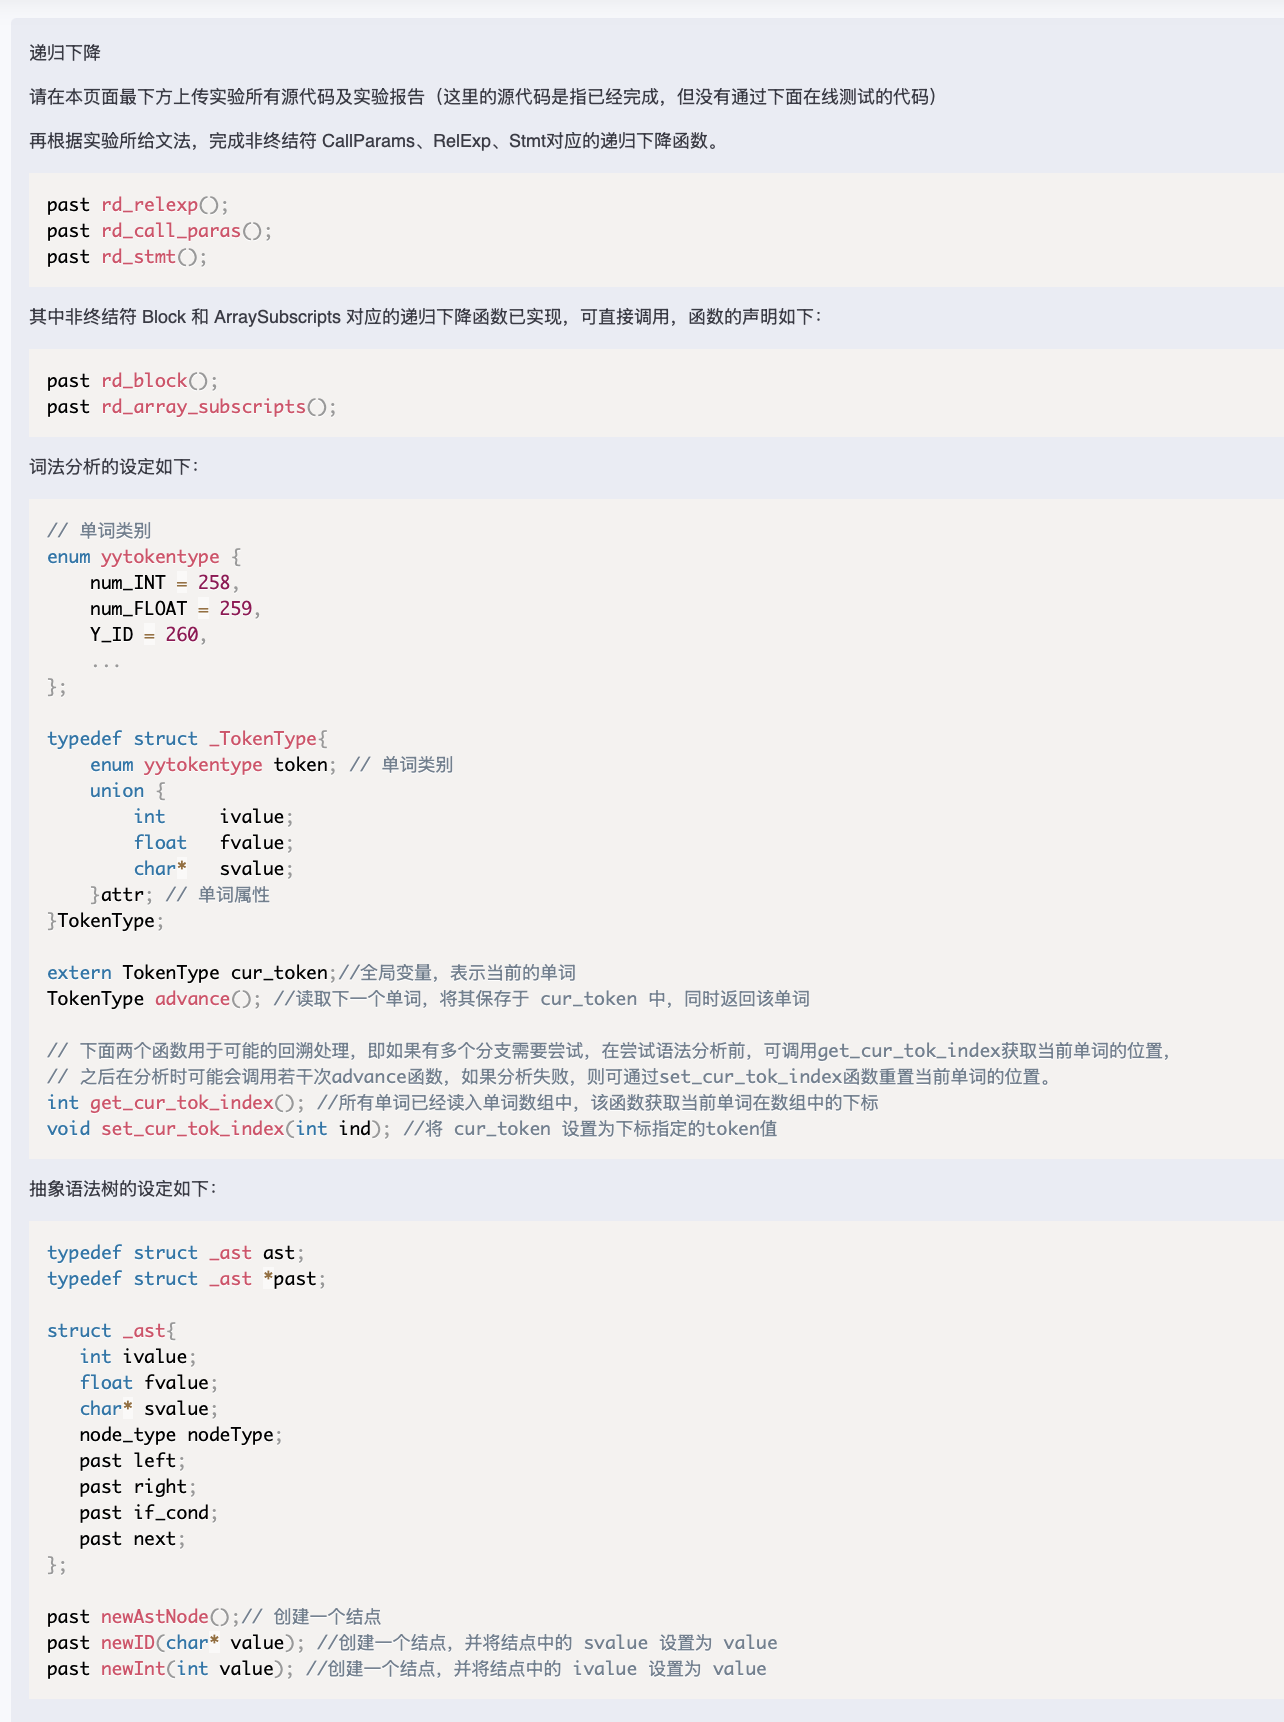 递归下降
请在本页面最下方上传实验所有源代码及实验报告（这里的源代码是指已经完成，但没有通过下面在线测试的代码）
再根据实验所给文法，完成非终结符 CallParams、RelExp、Stmt对应的递归下降函数。
past rd_relexp();
past rd_call_paras();
past rd_stmt();
其中非终结符 Block 和 ArraySubscripts 对应的递归下降函数已实现，可直接调用，函数的声明如下：
past rd_block();
past rd_array_subscripts();
词法分析的设定如下：
// 单词类别
enum yytokentype {
    num_INT = 258,
    num_FLOAT = 259,
    Y_ID = 260,
    ...
};
typedef struct _TokenType{
    enum yytokentype token; // 单词类别
    union {
        int     ivalue;
        float   fvalue;
        char*   svalue;
    }attr; // 单词属性
}TokenType;
extern TokenType cur_token;//全局变量，表示当前的单词
TokenType advance(); //读取下一个单词，将其保存于 cur_token 中，同时返回该单词
// 下面两个函数用于可能的回溯处理，即如果有多个分支需要尝试，在尝试语法分析前，可调用get_cur_tok_index获取当前单词的位置，
// 之后在分析时可能会调用若干次advance函数，如果分析失败，则可通过set_cur_tok_index函数重置当前单词的位置。
int get_cur_tok_index(); //所有单词已经读入单词数组中，该函数获取当前单词在数组中的下标
void set_cur_tok_index(int ind); //将 cur_token 设置为下标指定的token值
抽象语法树的设定如下：
typedef struct _ast ast;
typedef struct _ast *past;
struct _ast{
   int ivalue;
   float fvalue;
   char* svalue;
   node_type nodeType;
   past left;
   past right;
   past if_cond;
   past next;
};
past newAstNode();// 创建一个结点
past newID(char* value); //创建一个结点，并将结点中的 svalue 设置为 value
past newInt(int value); //创建一个结点，并将结点中的 ivalue 设置为 value